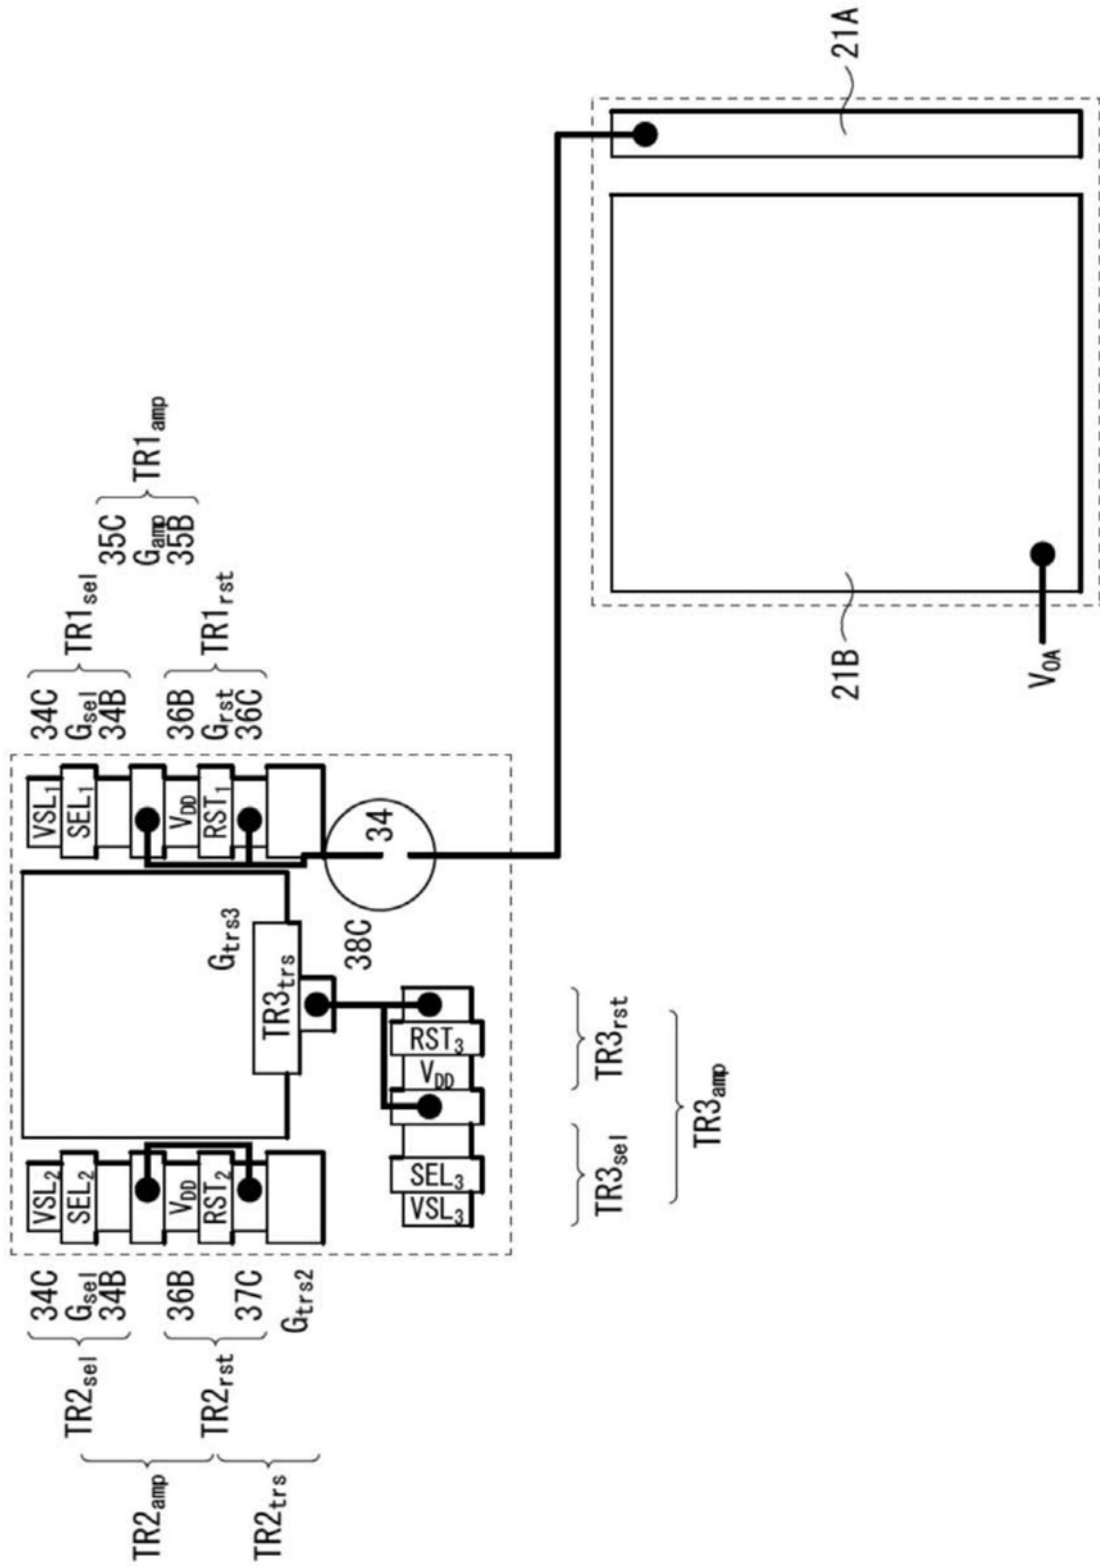 34C VSL₂ VSL₁ 34C
TR2sel Gsel SEL₂ SEL₁ Gsel TR1sel
34B 34B 35C
TR2amp Gamp TR1amp
36B VDD VDD 36B 35B
TR2rst RST₂ RST₁ Grst TR1rst
Gtrs3
37C 36C
TR2trs TR3trs
Gtrs2
38C 34
VSL₃ SEL₃ VDD RST₃
TR3sel TR3rst
TR3amp
21B 21A
VOA